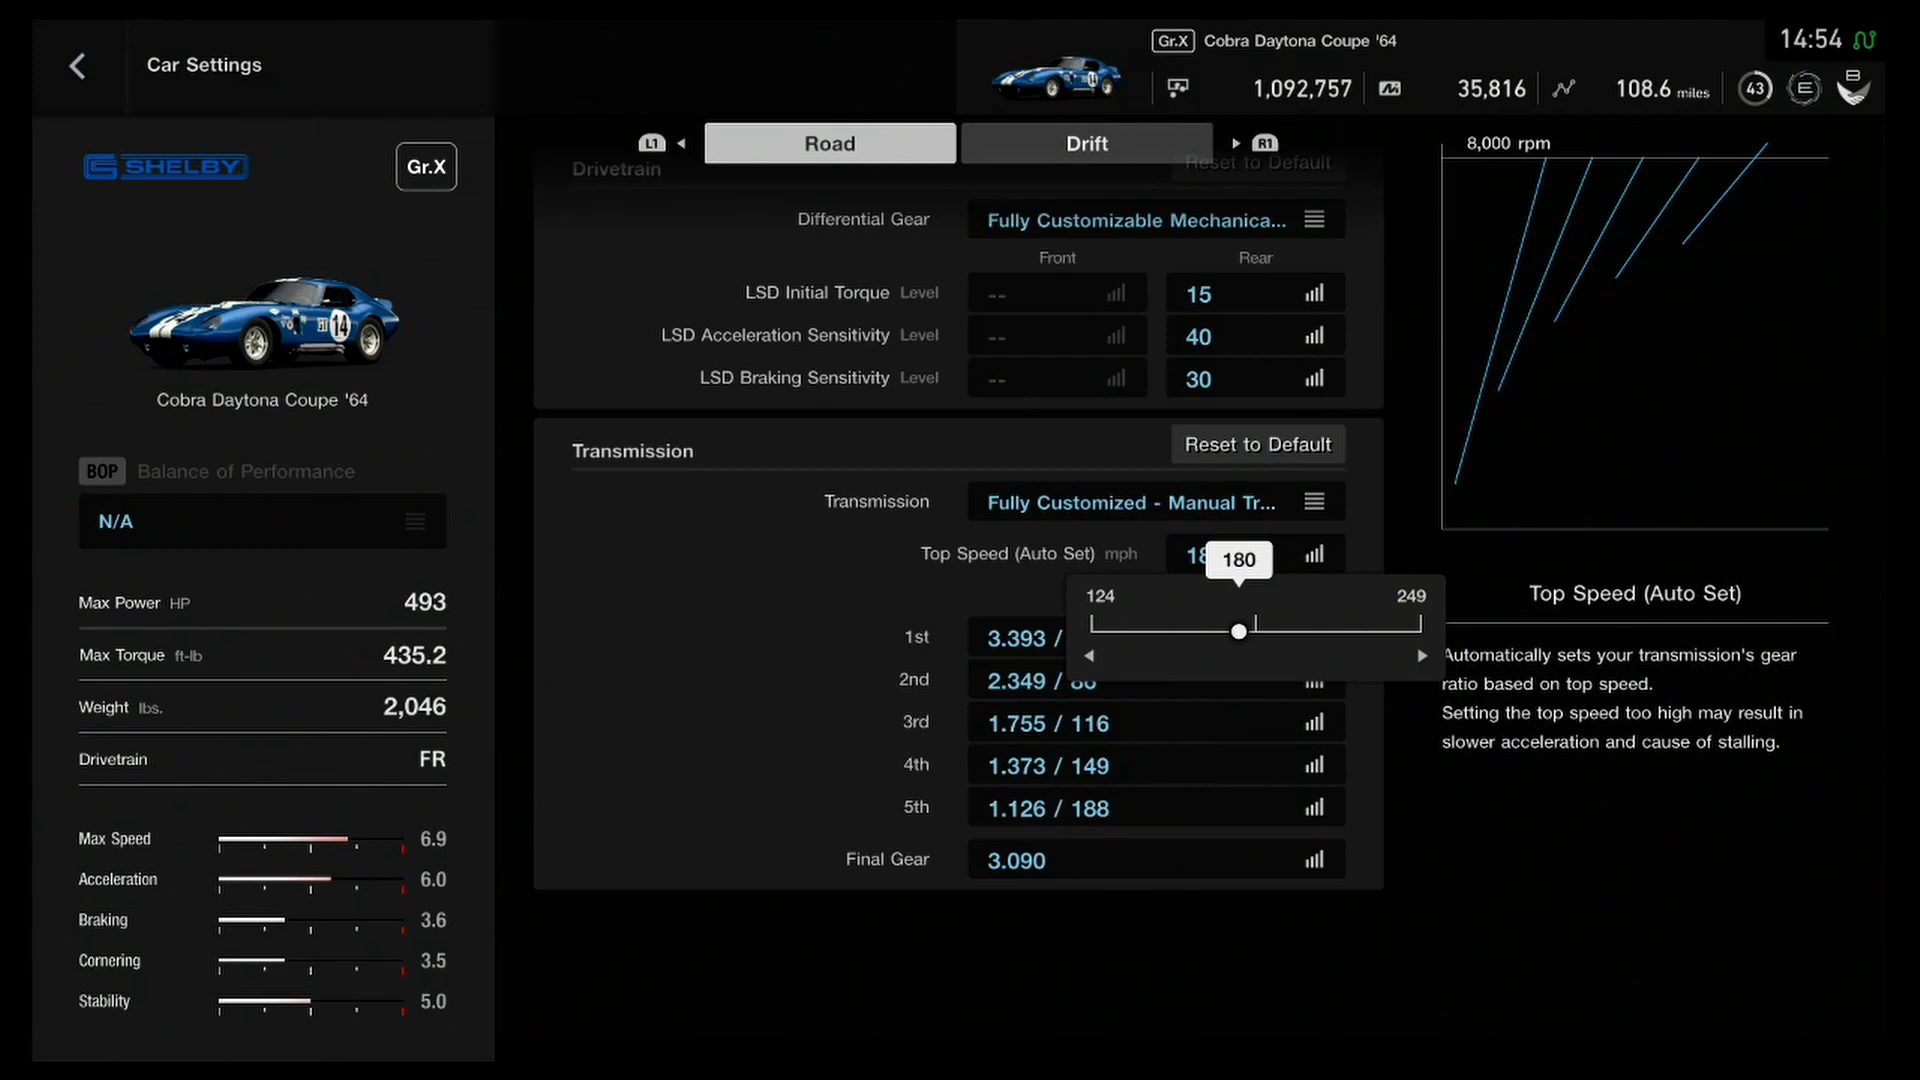 Car Settings
Gr.X Cobra Daytona Coupe '64
14:54
1,092,757
35,816
108.6 miles
43
E
B
SHELBY
Gr.X
GT 14
Cobra Daytona Coupe '64
BOP Balance of Performance
N/A
Max Power HP 493
Max Torque ft-lb 435.2
Weight lbs. 2,046
Drivetrain FR
Max Speed 6.9
Acceleration 6.0
Braking 3.6
Cornering 3.5
Stability 5.0
L1 Road Drift R1
Drivetrain Reset to Default
Differential Gear Fully Customizable Mechanica...
Front Rear
LSD Initial Torque Level -- 15
LSD Acceleration Sensitivity Level -- 40
LSD Braking Sensitivity Level -- 30
Transmission Reset to Default
Transmission Fully Customized - Manual Tr...
Top Speed (Auto Set) mph
180
124 249
1st 3.393 /
2nd 2.349 /
3rd 1.755 / 116
4th 1.373 / 149
5th 1.126 / 188
Final Gear 3.090
8,000 rpm
Top Speed (Auto Set)
Automatically sets your transmission's gear
ratio based on top speed.
Setting the top speed too high may result in
slower acceleration and cause of stalling.